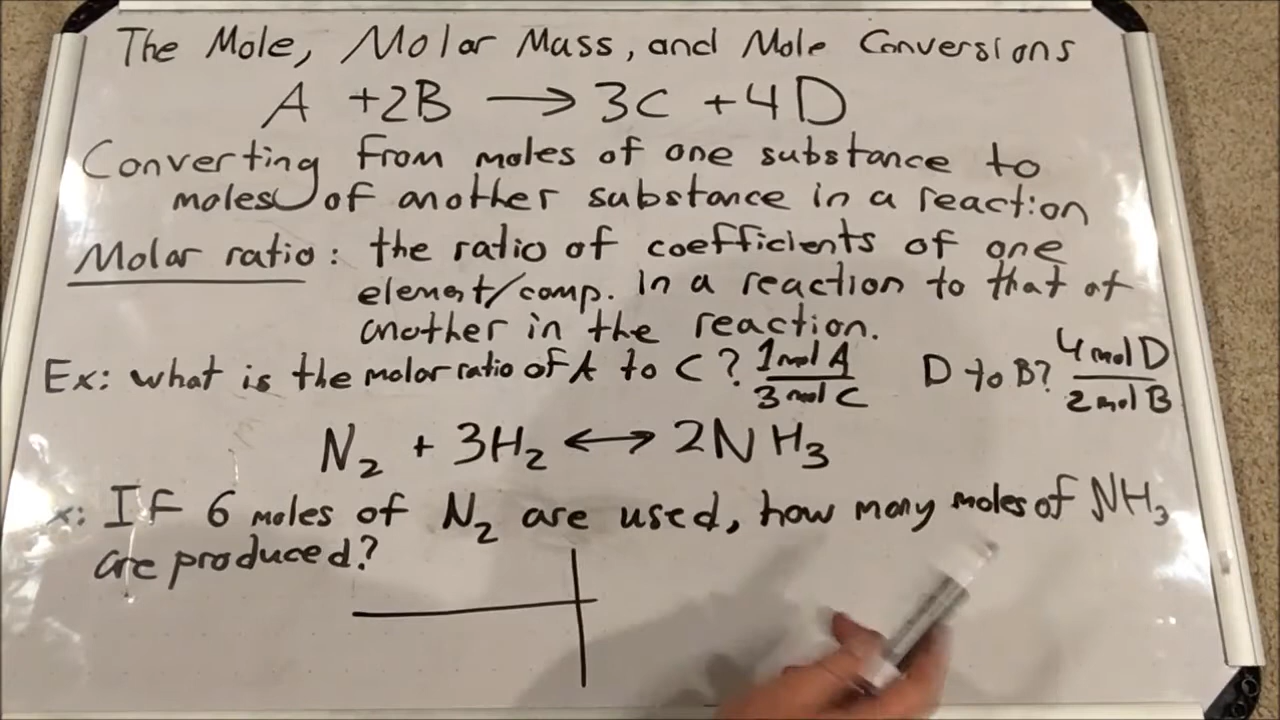 The Mole, Molar Mass, and Mole Conversions
A + 2B → 3C + 4D
Converting from moles of one substance to
moles of another substance in a reaction
Molar ratio: the ratio of coefficients of one
element/comp. in a reaction to that of
another in the reaction.
Ex: what is the molar ratio of A to C? 1 mol A / 3 mol C D to B? 4 mol D / 2 mol B
N₂ + 3H₂ ↔ 2NH₃
x: If 6 moles of N₂ are used, how many moles of NH₃
are produced?